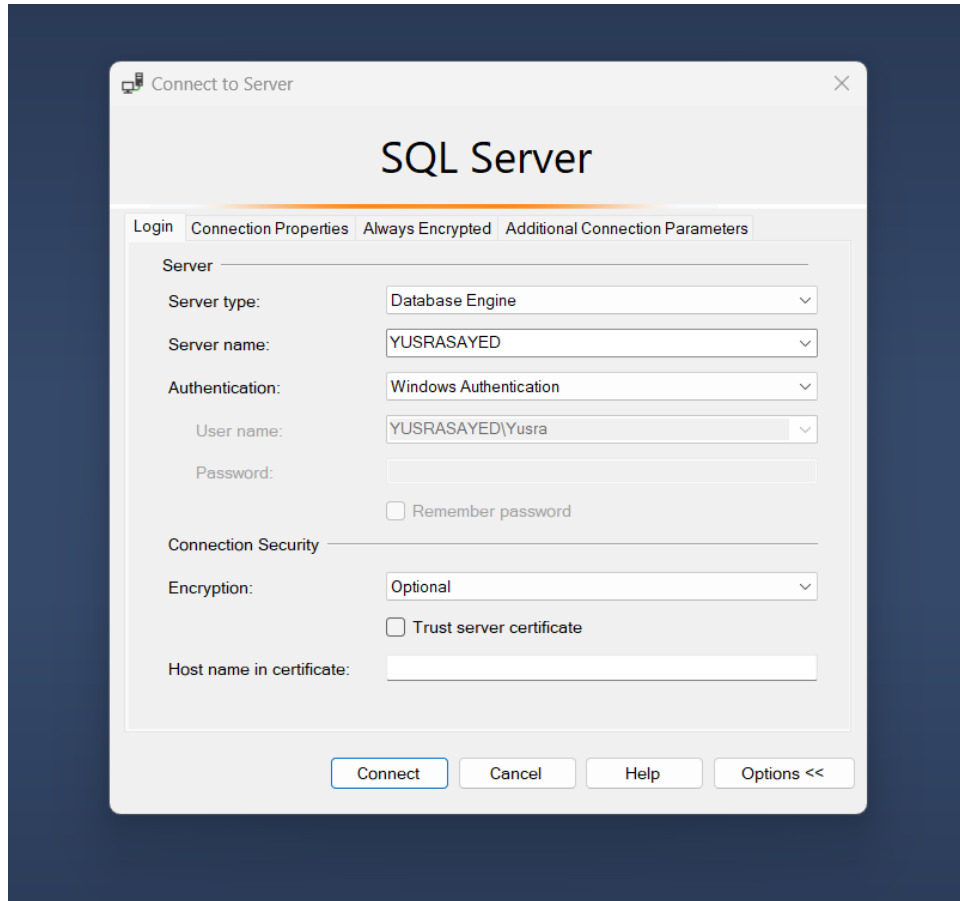 Connect to Server
SQL Server
Login Connection Properties Always Encrypted Additional Connection Parameters
Server
Server type: Database Engine
Server name: YUSRASAYED
Authentication: Windows Authentication
User name: YUSRASAYED\Yusra
Password:
Remember password
Connection Security
Encryption: Optional
Trust server certificate
Host name in certificate:
Connect Cancel Help Options <<